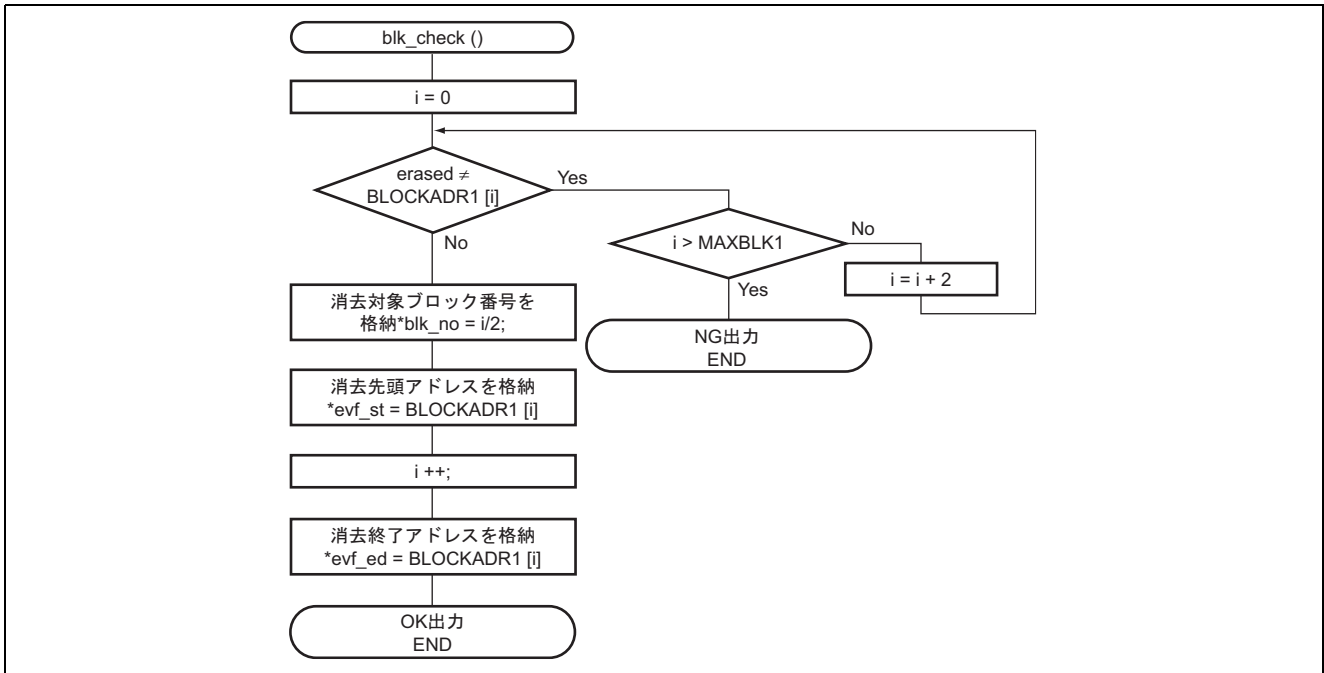 blk_check ()
i = 0
erased ≠
BLOCKADR1 [i]
Yes
No
i > MAXBLK1
No
Yes
i = i + 2
NG出力
END
消去対象ブロック番号を
格納*blk_no = i/2;
消去先頭アドレスを格納
*evf_st = BLOCKADR1 [i]
i ++;
消去終了アドレスを格納
*evf_ed = BLOCKADR1 [i]
OK出力
END